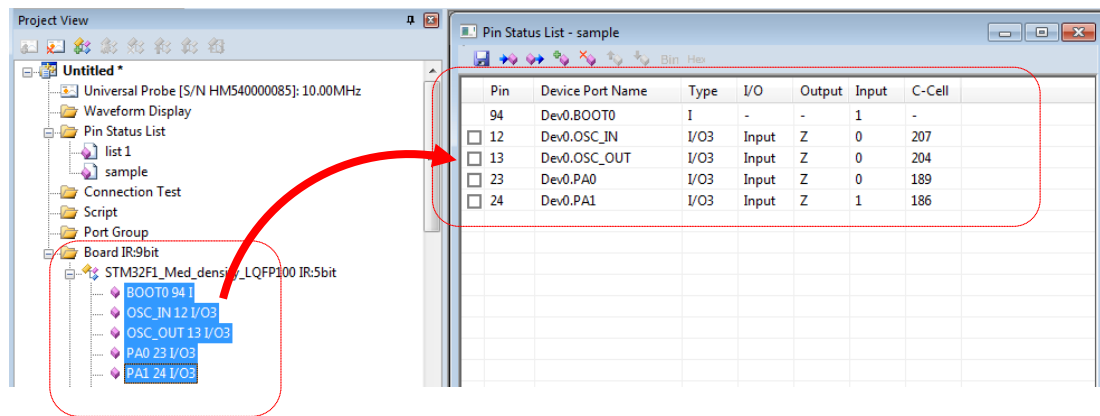 Project View
Untitled *
Universal Probe [S/N HM540000085]: 10.00MHz
Waveform Display
Pin Status List
list 1
sample
Connection Test
Script
Port Group
Board IR:9bit
STM32F1_Med_density_LQFP100 IR:5bit
BOOT0 94 I
OSC_IN 12 I/O3
OSC_OUT 13 I/O3
PA0 23 I/O3
PA1 24 I/O3
Pin Status List - sample
Bin Hex
Pin Device Port Name Type I/O Output Input C-Cell
94 Dev0.BOOT0 I - - 1 -
12 Dev0.OSC_IN I/O3 Input Z 0 207
13 Dev0.OSC_OUT I/O3 Input Z 0 204
23 Dev0.PA0 I/O3 Input Z 0 189
24 Dev0.PA1 I/O3 Input Z 1 186